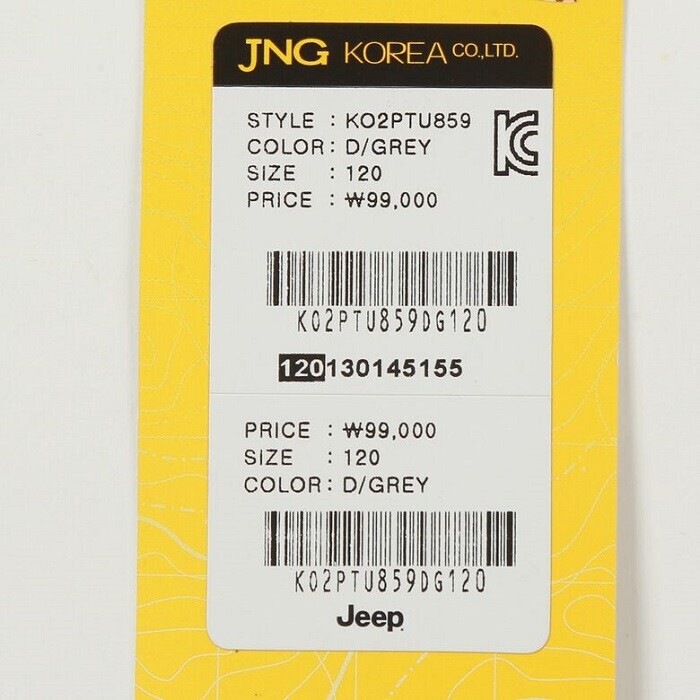 JNG KOREA CO.,LTD.
STYLE : KO2PTU859
COLOR : D/GREY
SIZE : 120
PRICE : ₩99,000
KC
KO2PTU859DG120
120130145155
PRICE : ₩99,000
SIZE : 120
COLOR : D/GREY
KO2PTU859DG120
Jeep